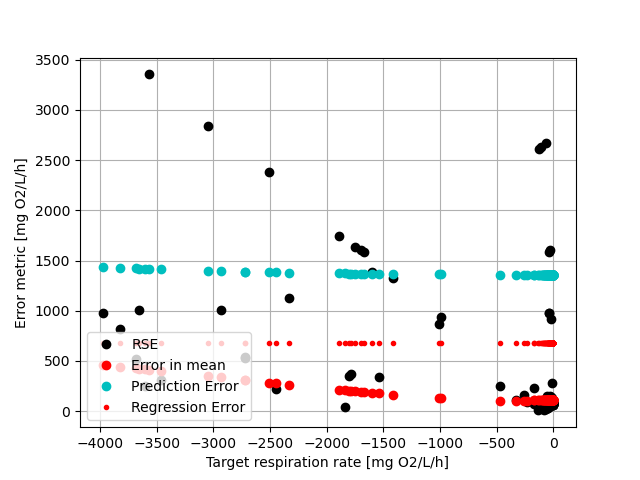 3500
3000
2500
2000
1500
1000
500
0
Error metric [mg O2/L/h]
RSE
Error in mean
Prediction Error
Regression Error
−4000 −3500 −3000 −2500 −2000 −1500 −1000 −500 0
Target respiration rate [mg O2/L/h]